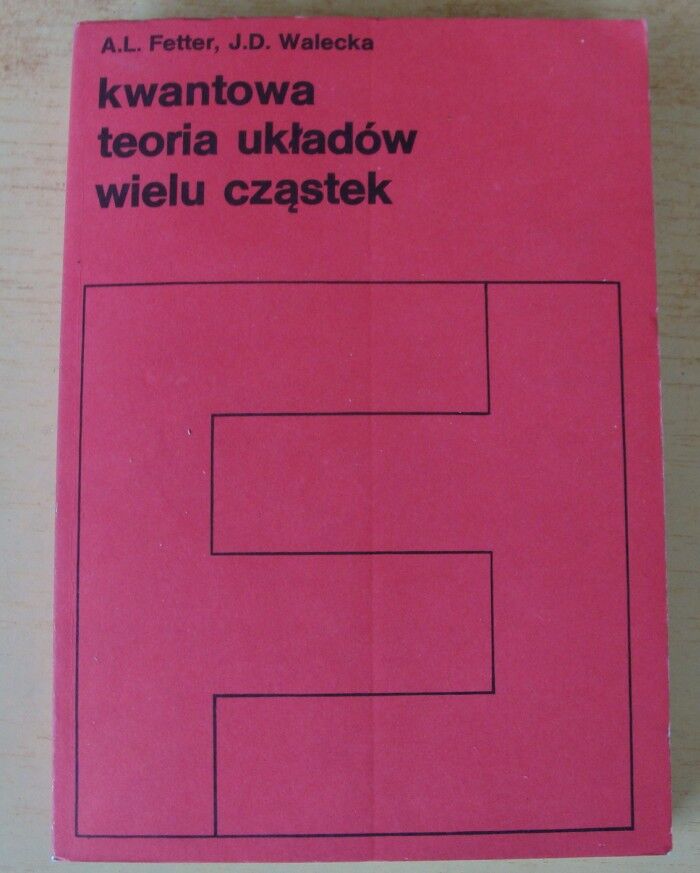 A.L. Fetter, J.D. Walecka
kwantowa
teoria układów
wielu cząstek